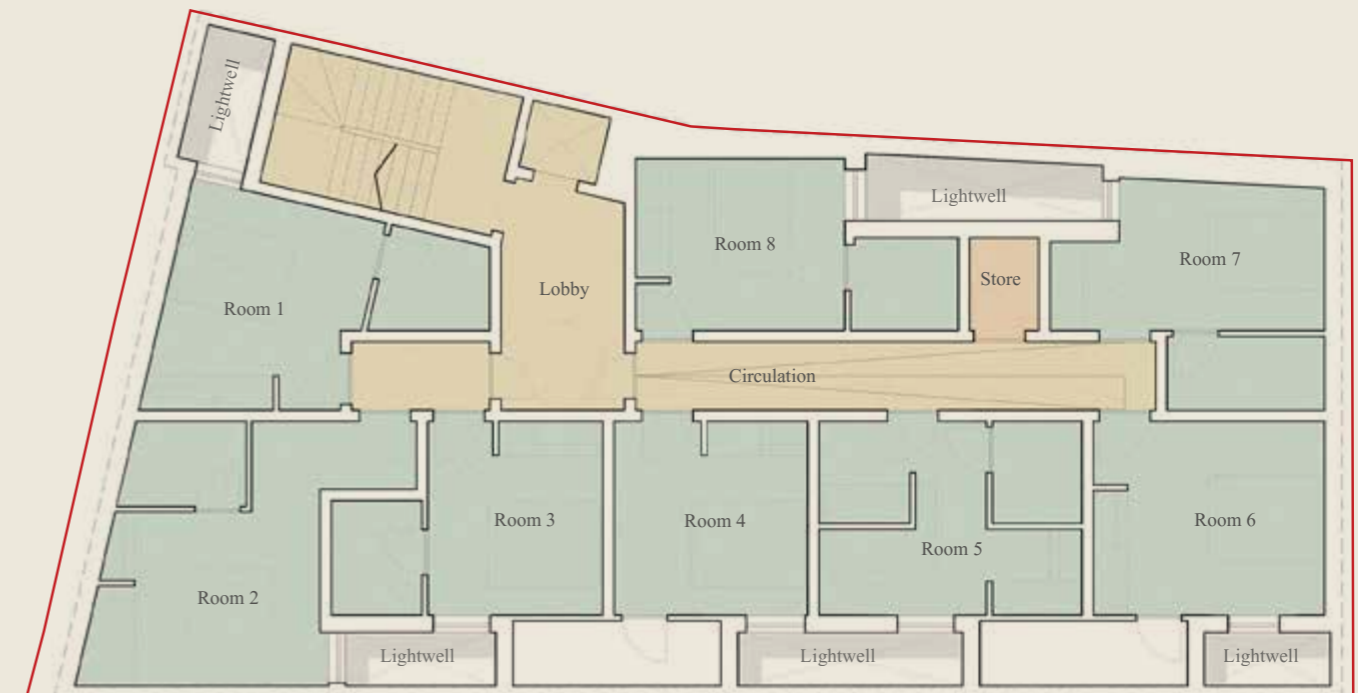 Lightwell
Lightwell
Room 8
Store
Room 7
Lobby
Room 1
Circulation
Room 3
Room 4
Room 6
Room 5
Room 2
Lightwell
Lightwell
Lightwell